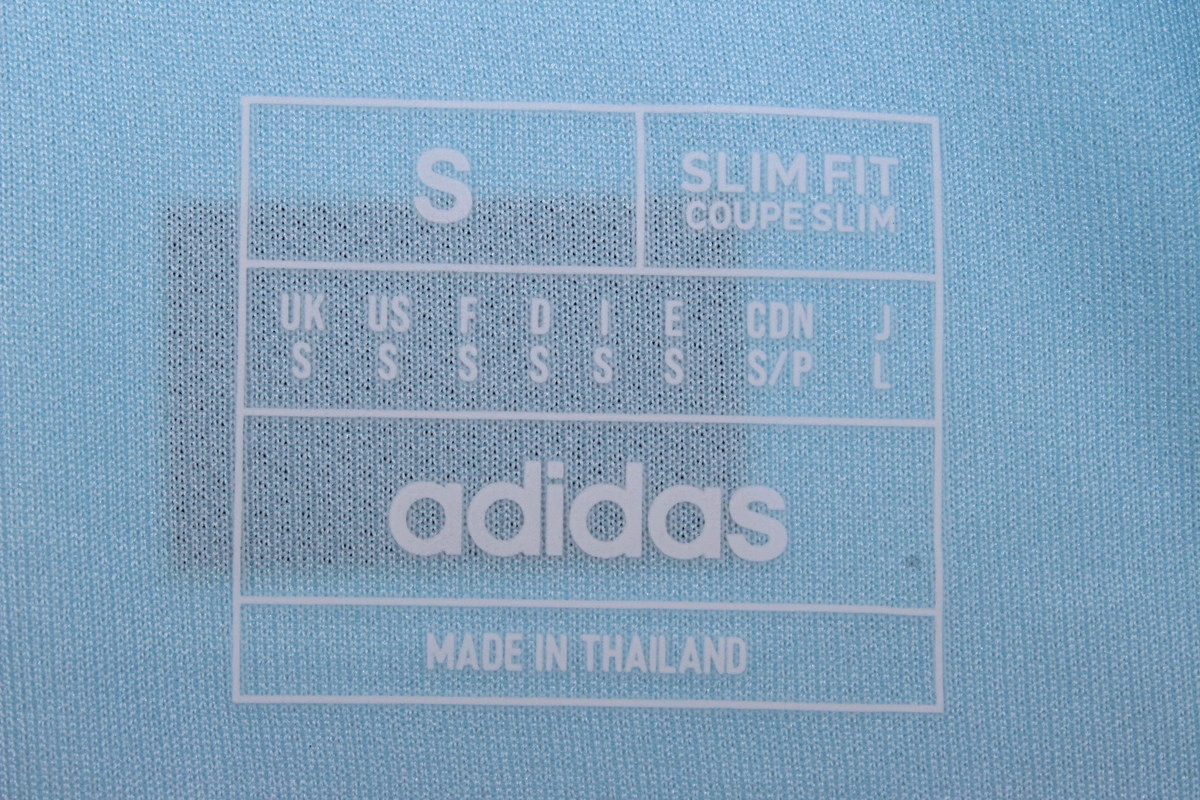 S
SLIM FIT
COUPE SLIM
UK US F D I E CDN J
S S S S S S S/P L
adidas
MADE IN THAILAND